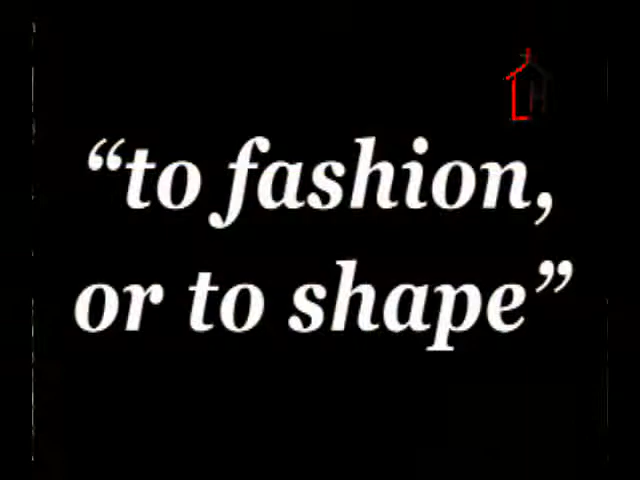 “to fashion,
or to shape”